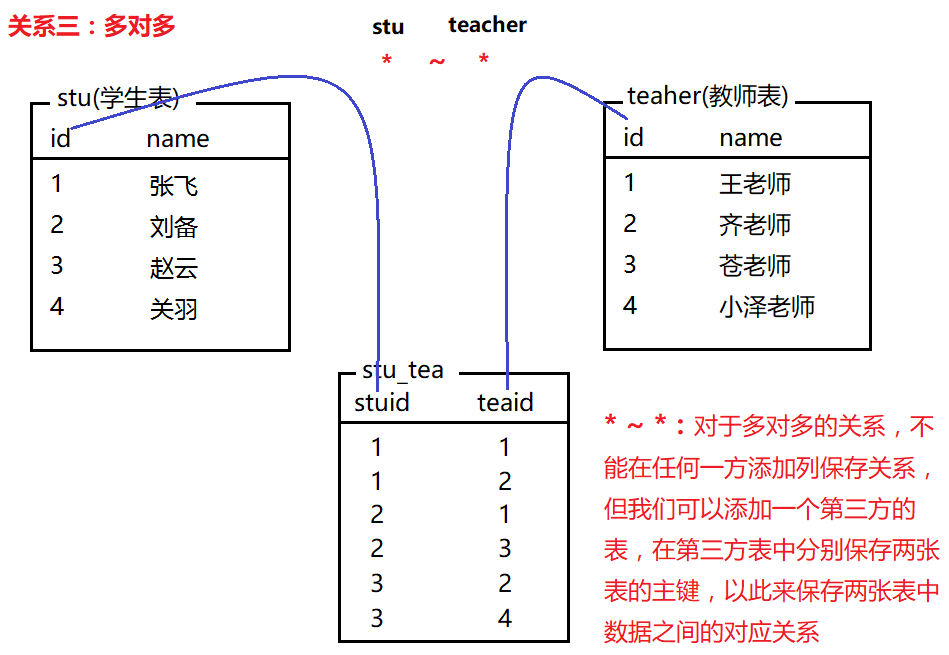 关系三：多对多
stu teacher
* ~ *
stu(学生表)
id name
1 张飞
2 刘备
3 赵云
4 关羽
teaher(教师表)
id name
1 王老师
2 齐老师
3 苍老师
4 小泽老师
stu_tea
stuid teaid
1 1
1 2
2 1
2 3
3 2
3 4
* ~ *：对于多对多的关系，不
能在任何一方添加列保存关系，
但我们可以添加一个第三方的
表，在第三方表中分别保存两张
表的主键，以此来保存两张表中
数据之间的对应关系